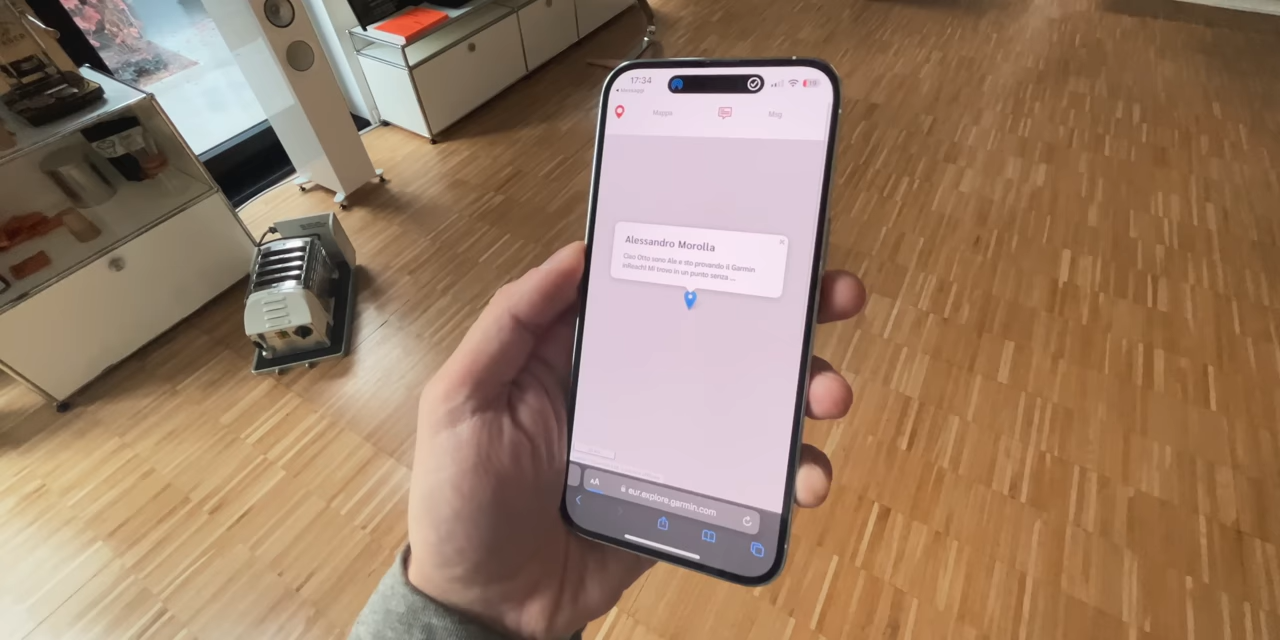 17:34
Mappa Msg
Alessandro Morolla
Ciao Otto sono Ale e sto provando il Garmin
inReach! Mi trovo in un punto senza ...
AA eur.explore.garmin.com